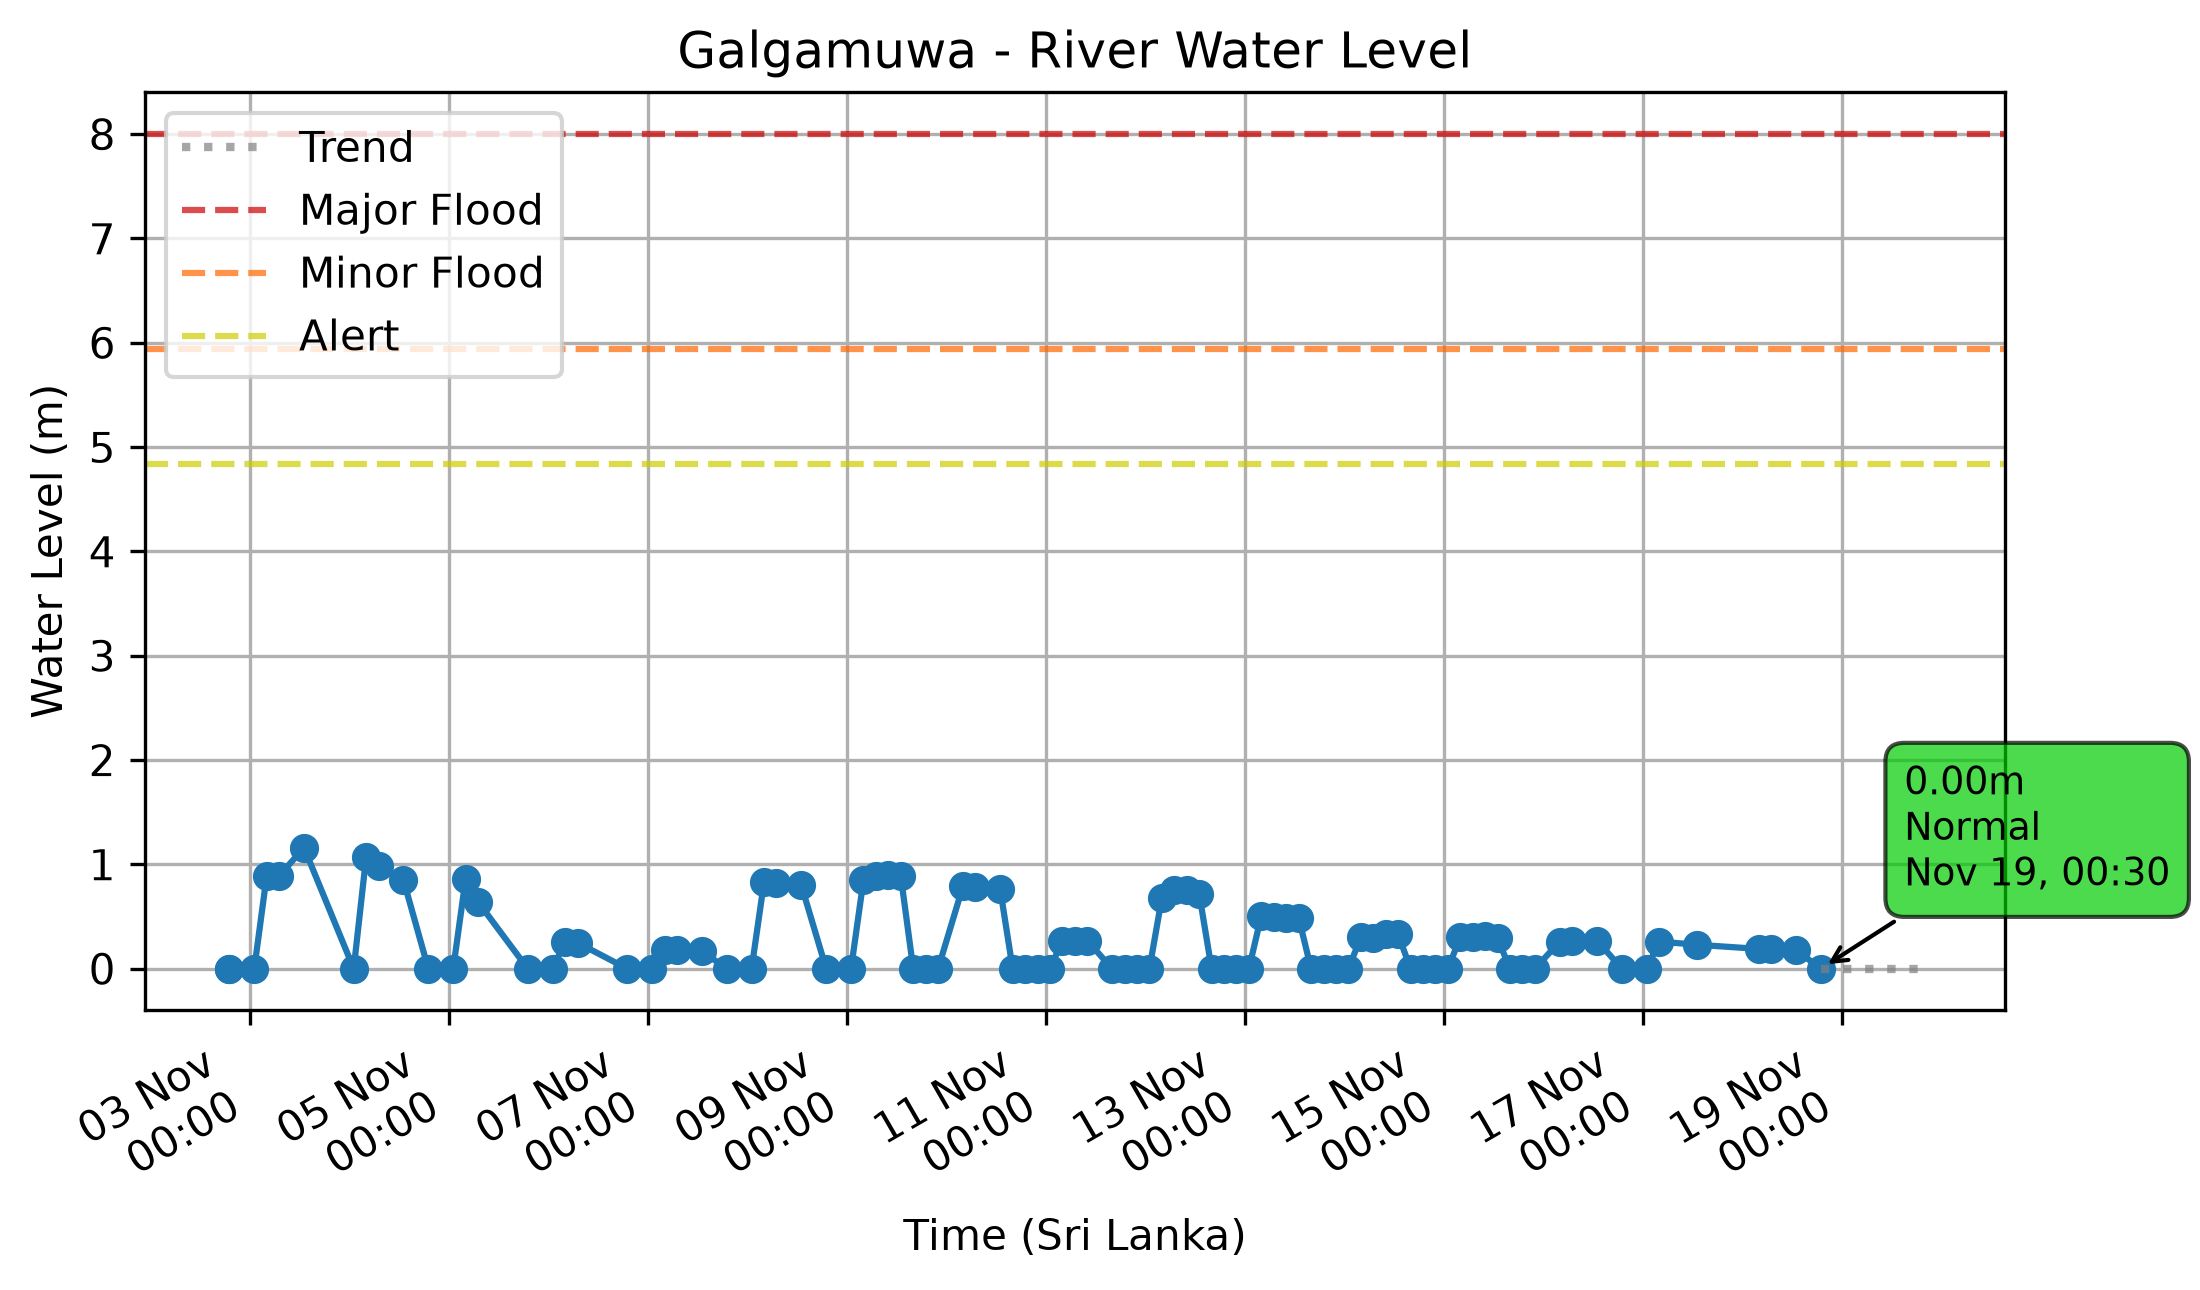 Galgamuwa - River Water Level
Trend
Major Flood
Minor Flood
Alert
8
7
6
5
4
3
2
1
0
Water Level (m)
0.00m
Normal
Nov 19, 00:30
03 Nov
00:00
05 Nov
00:00
07 Nov
00:00
09 Nov
00:00
11 Nov
00:00
13 Nov
00:00
15 Nov
00:00
17 Nov
00:00
19 Nov
00:00
Time (Sri Lanka)